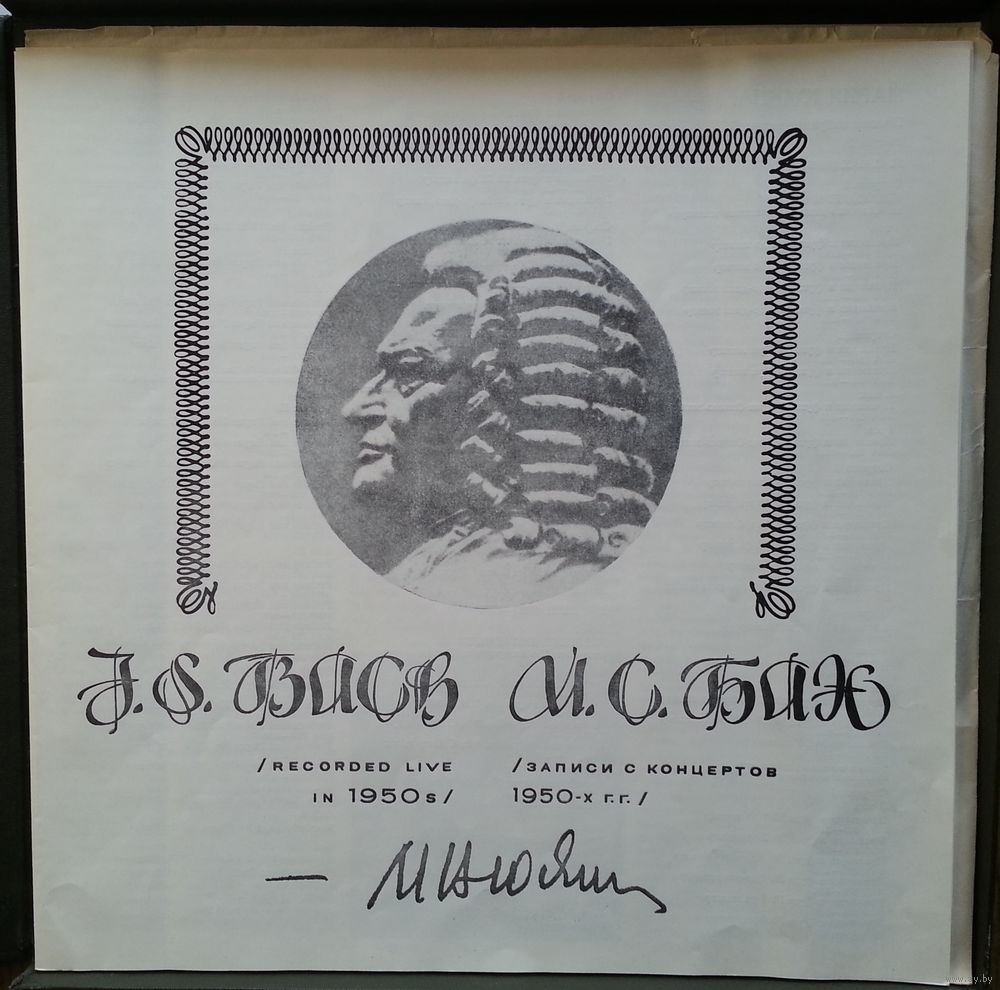 J. S. BACH
И. С. БАХ
/RECORDED LIVE
IN 1950s/
/ЗАПИСИ С КОНЦЕРТОВ
1950-х г.г./